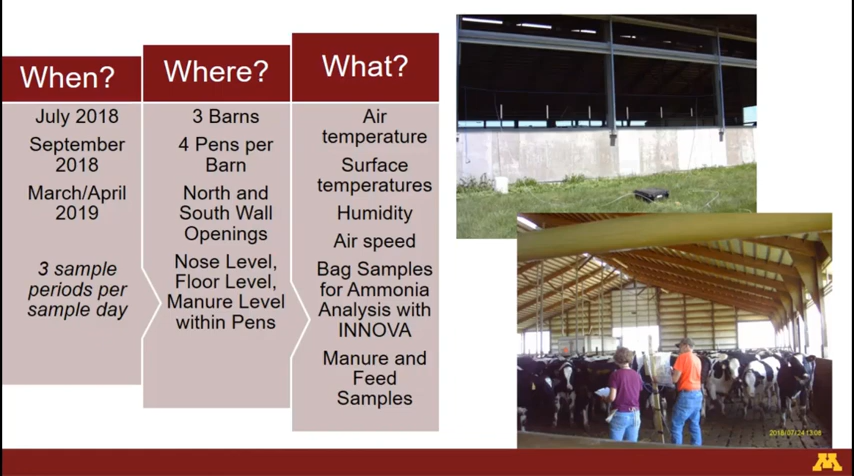 When?
July 2018
September
2018
March/April
2019
3 sample
periods per
sample day
Where?
3 Barns
4 Pens per
Barn
North and
South Wall
Openings
Nose Level,
Floor Level,
Manure Level
within Pens
What?
Air
temperature
Surface
temperatures
Humidity
Air speed
Bag Samples
for Ammonia
Analysis with
INNOVA
Manure and
Feed
Samples
2018/07/24 13:06
M